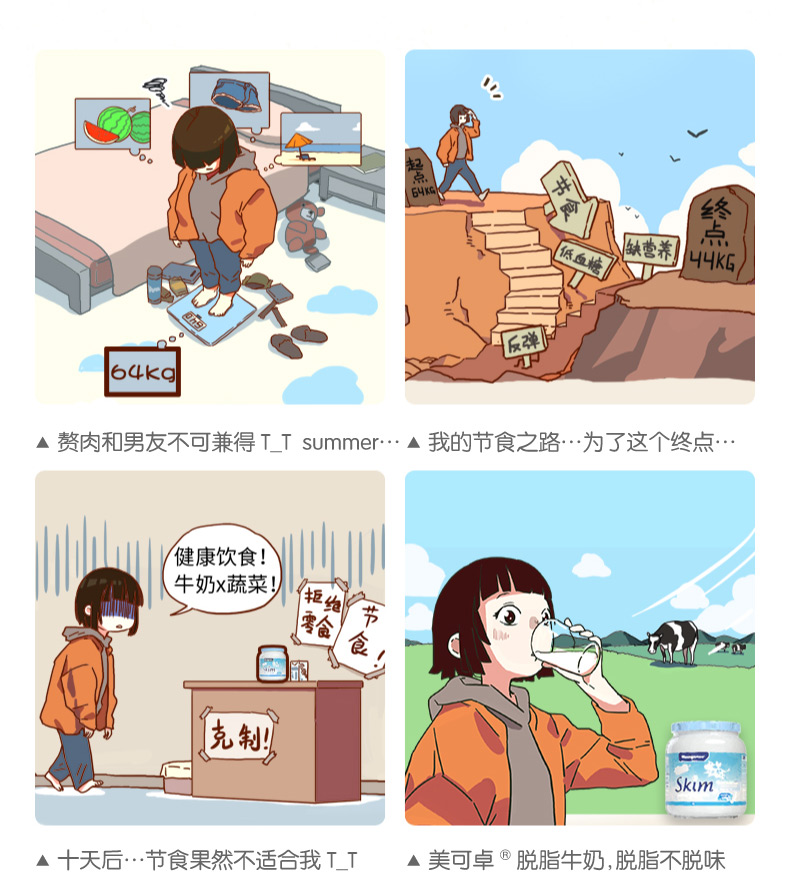 64kg
▲ 赘肉和男友不可兼得 T_T summer…
起点
64KG
节食
低血糖
缺营养
反弹
终点
44KG
▲ 我的节食之路…为了这个终点…
健康饮食！
牛奶x蔬菜！
拒绝
零食
节食！
Skim
克制！
▲ 十天后…节食果然不适合我 T_T
Skim
▲ 美可卓® 脱脂牛奶,脱脂不脱味